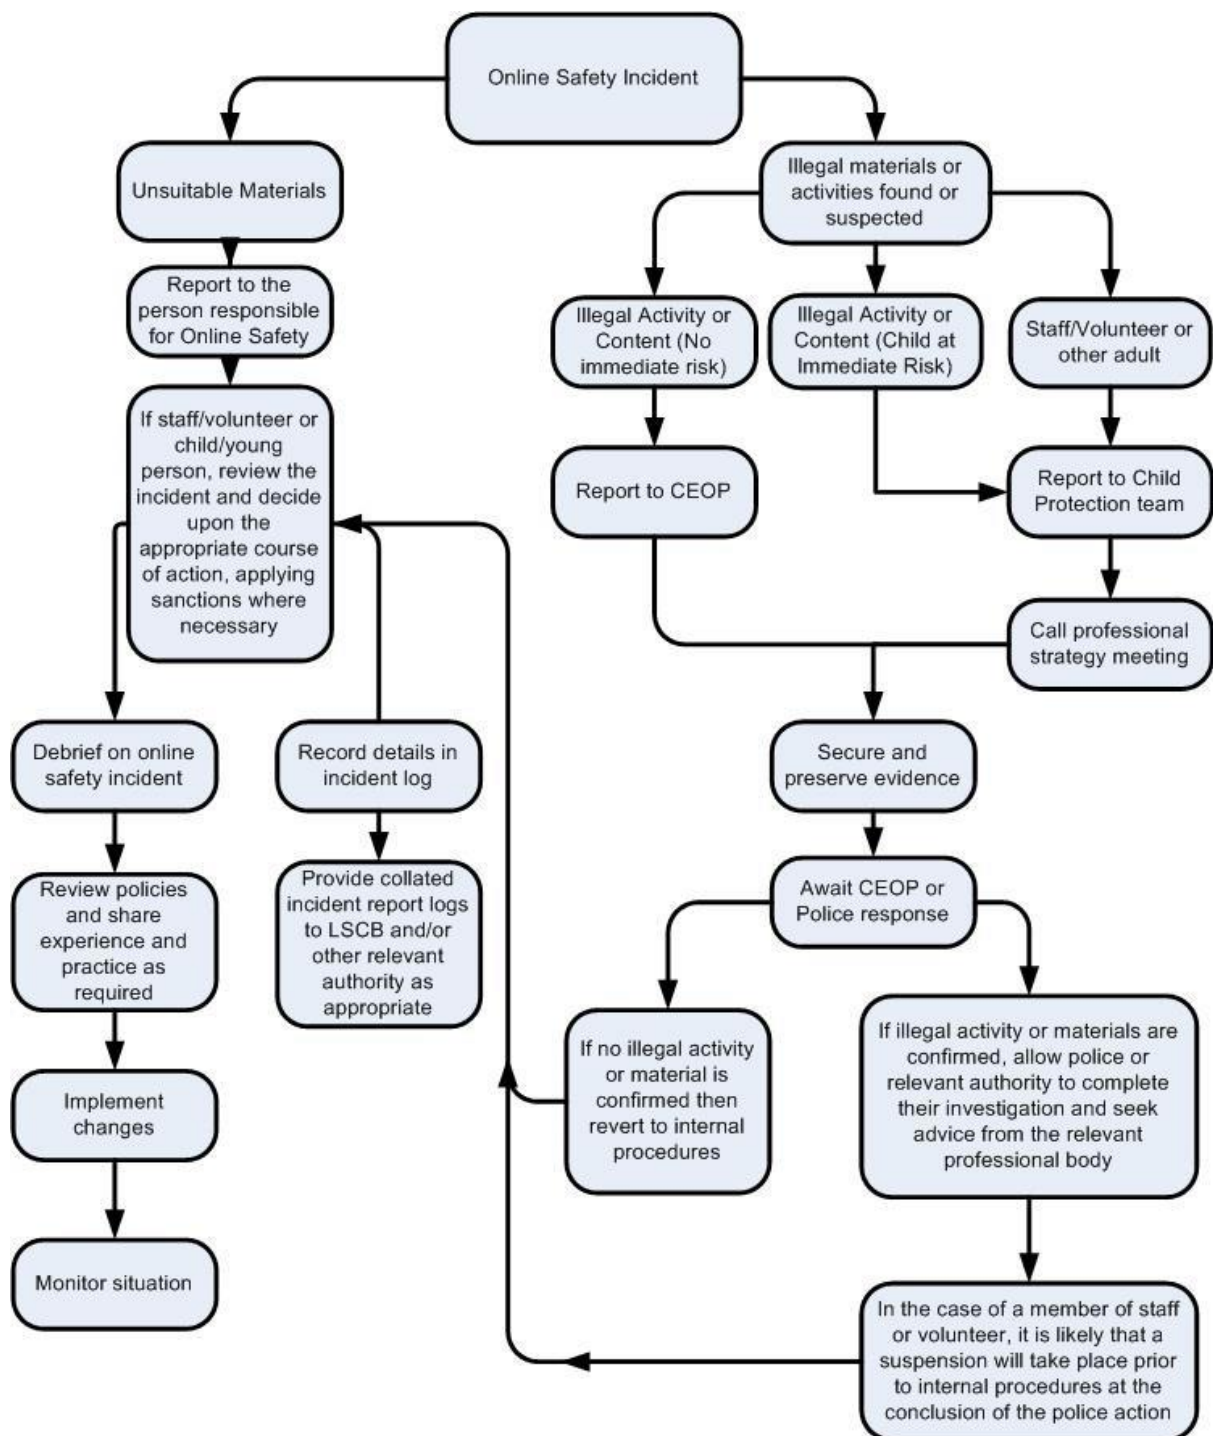 Online Safety Incident
Unsuitable Materials
Report to the
person responsible
for Online Safety
If staff/volunteer or
child/young
person, review the
incident and decide
upon the
appropriate course
of action, applying
sanctions where
necessary
Debrief on online
safety incident
Review policies
and share
experience and
practice as
required
Implement
changes
Monitor situation
Record details in
incident log
Provide collated
incident report logs
to LSCB and/or
other relevant
authority as
appropriate
Illegal materials or
activities found or
suspected
Illegal Activity or
Content (No
immediate risk)
Illegal Activity or
Content (Child at
Immediate Risk)
Staff/Volunteer or
other adult
Report to CEOP
Report to Child
Protection team
Call professional
strategy meeting
Secure and
preserve evidence
Await CEOP or
Police response
If no illegal activity
or material is
confirmed then
revert to internal
procedures
If illegal activity or materials are
confirmed, allow police or
relevant authority to complete
their investigation and seek
advice from the relevant
professional body
In the case of a member of staff
or volunteer, it is likely that a
suspension will take place prior
to internal procedures at the
conclusion of the police action